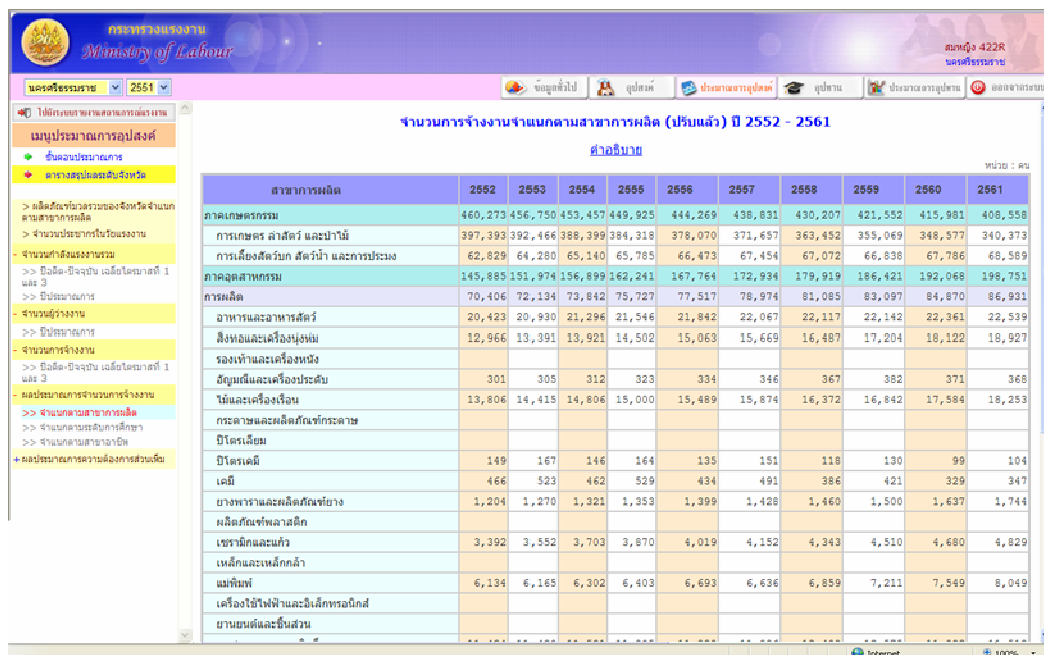 กระทรวงแรงงาน
Ministry of Labour
สมหญิง 422R
นครศรีธรรมราช
นครศรีธรรมราช 2551
ข้อมูลทั่วไป อุปสงค์ ประมาณการอุปสงค์ อุปทาน ประมาณการอุปทาน ออกจากระบบ
ไปยังระบบรายงานสถานการณ์แรงงาน
เมนูประมาณการอุปสงค์
ขั้นตอนประมาณการ
ตารางสรุปผลระดับจังหวัด
> ผลิตภัณฑ์มวลรวมของจังหวัดจำแนก
ตามสาขาการผลิต
> จำนวนประชากรในวัยแรงงาน
- จำนวนกำลังแรงงานรวม
>> ปีอดีต-ปัจจุบัน เฉลี่ยไตรมาสที่ 1
และ 3
>> ปีประมาณการ
- จำนวนผู้ว่างงาน
>> ปีประมาณการ
- จำนวนการจ้างงาน
>> ปีอดีต-ปัจจุบัน เฉลี่ยไตรมาสที่ 1
และ 3
- ผลประมาณการจำนวนการจ้างงาน
>> จำแนกตามสาขาการผลิต
>> จำแนกตามระดับการศึกษา
>> จำแนกตามสาขาอาชีพ
+ ผลประมาณการความต้องการส่วนเพิ่ม
จำนวนการจ้างงานจำแนกตามสาขาการผลิต (ปรับแล้ว) ปี 2552 - 2561
คำอธิบาย
หน่วย : คน
สาขาการผลิต 2552 2553 2554 2555 2556 2557 2558 2559 2560 2561
ภาคเกษตรกรรม 460,273 456,750 453,457 449,925 444,269 438,831 430,207 421,552 415,981 408,558
การเกษตร ล่าสัตว์ และป่าไม้ 397,393 392,466 388,399 384,318 378,070 371,657 363,452 355,069 348,577 340,373
การเลี้ยงสัตว์บก สัตว์น้ำ และการประมง 62,829 64,280 65,140 65,785 66,473 67,454 67,072 66,838 67,786 68,589
ภาคอุตสาหกรรม 145,885 151,974 156,899 162,241 167,764 172,934 179,919 186,421 192,068 198,751
การผลิต 70,406 72,134 73,842 75,727 77,517 78,974 81,085 83,097 84,870 86,931
อาหารและอาหารสัตว์ 20,423 20,930 21,296 21,546 21,842 22,067 22,117 22,142 22,361 22,539
สิ่งทอและเครื่องนุ่งห่ม 12,966 13,391 13,921 14,502 15,063 15,669 16,487 17,204 18,122 18,927
รองเท้าและเครื่องหนัง
อัญมณีและเครื่องประดับ 301 305 312 323 334 346 367 382 371 368
ไม้และเครื่องเรือน 13,806 14,415 14,806 15,000 15,489 15,874 16,372 16,842 17,584 18,253
กระดาษและผลิตภัณฑ์กระดาษ
ปิโตรเลียม
ปิโตรเคมี 149 167 146 164 135 151 118 130 99 104
เคมี 466 523 462 529 434 491 386 421 329 347
ยางพาราและผลิตภัณฑ์ยาง 1,204 1,270 1,321 1,353 1,399 1,428 1,460 1,500 1,637 1,744
ผลิตภัณฑ์พลาสติก
เซรามิกและแก้ว 3,392 3,552 3,703 3,870 4,019 4,152 4,343 4,510 4,680 4,829
เหล็กและเหล็กกล้า
แม่พิมพ์ 6,134 6,165 6,302 6,403 6,693 6,636 6,859 7,211 7,549 8,049
เครื่องใช้ไฟฟ้าและอิเล็กทรอนิกส์
ยานยนต์และชิ้นส่วน
Internet 100%